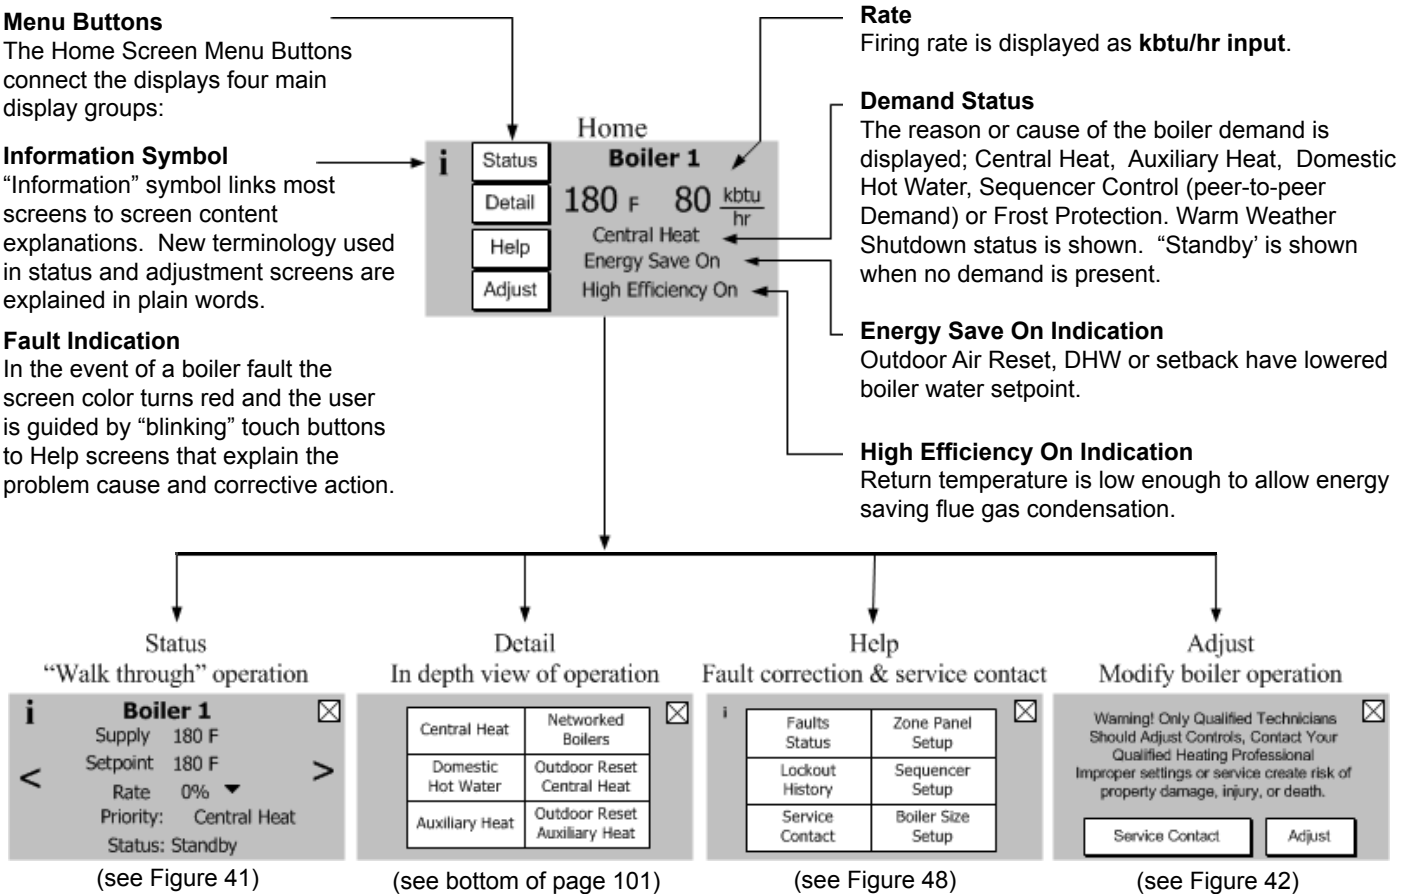 Menu Buttons
The Home Screen Menu Buttons
connect the displays four main
display groups:
Information Symbol
“Information” symbol links most
screens to screen content
explanations.  New terminology used
in status and adjustment screens are
explained in plain words.
Fault Indication
In the event of a boiler fault the
screen color turns red and the user
is guided by “blinking” touch buttons
to Help screens that explain the
problem cause and corrective action.
Home
i
Status
Detail
Help
Adjust
Boiler 1
180 F 80 kbtu
hr
Central Heat
Energy Save On
High Efficiency On
Rate
Firing rate is displayed as kbtu/hr input.
Demand Status
The reason or cause of the boiler demand is
displayed; Central Heat,  Auxiliary Heat,  Domestic
Hot Water, Sequencer Control (peer-to-peer
Demand) or Frost Protection. Warm Weather
Shutdown status is shown.  “Standby’ is shown
when no demand is present.
Energy Save On Indication
Outdoor Air Reset, DHW or setback have lowered
boiler water setpoint.
High Efficiency On Indication
Return temperature is low enough to allow energy
saving flue gas condensation.
Status
“Walk through” operation
i
Boiler 1
Supply 180 F
Setpoint 180 F
< >
Rate 0% ▼
Priority: Central Heat
Status: Standby
(see Figure 41)
Detail
In depth view of operation
Central Heat
Networked
Boilers
Domestic
Hot Water
Outdoor Reset
Central Heat
Auxiliary Heat
Outdoor Reset
Auxiliary Heat
(see bottom of page 101)
Help
Fault correction & service contact
i
Faults
Status
Zone Panel
Setup
Lockout
History
Sequencer
Setup
Service
Contact
Boiler Size
Setup
(see Figure 48)
Adjust
Modify boiler operation
Warning! Only Qualified Technicians
Should Adjust Controls, Contact Your
Qualified Heating Professional
Improper settings or service create risk of
property damage, injury, or death.
Service Contact
Adjust
(see Figure 42)